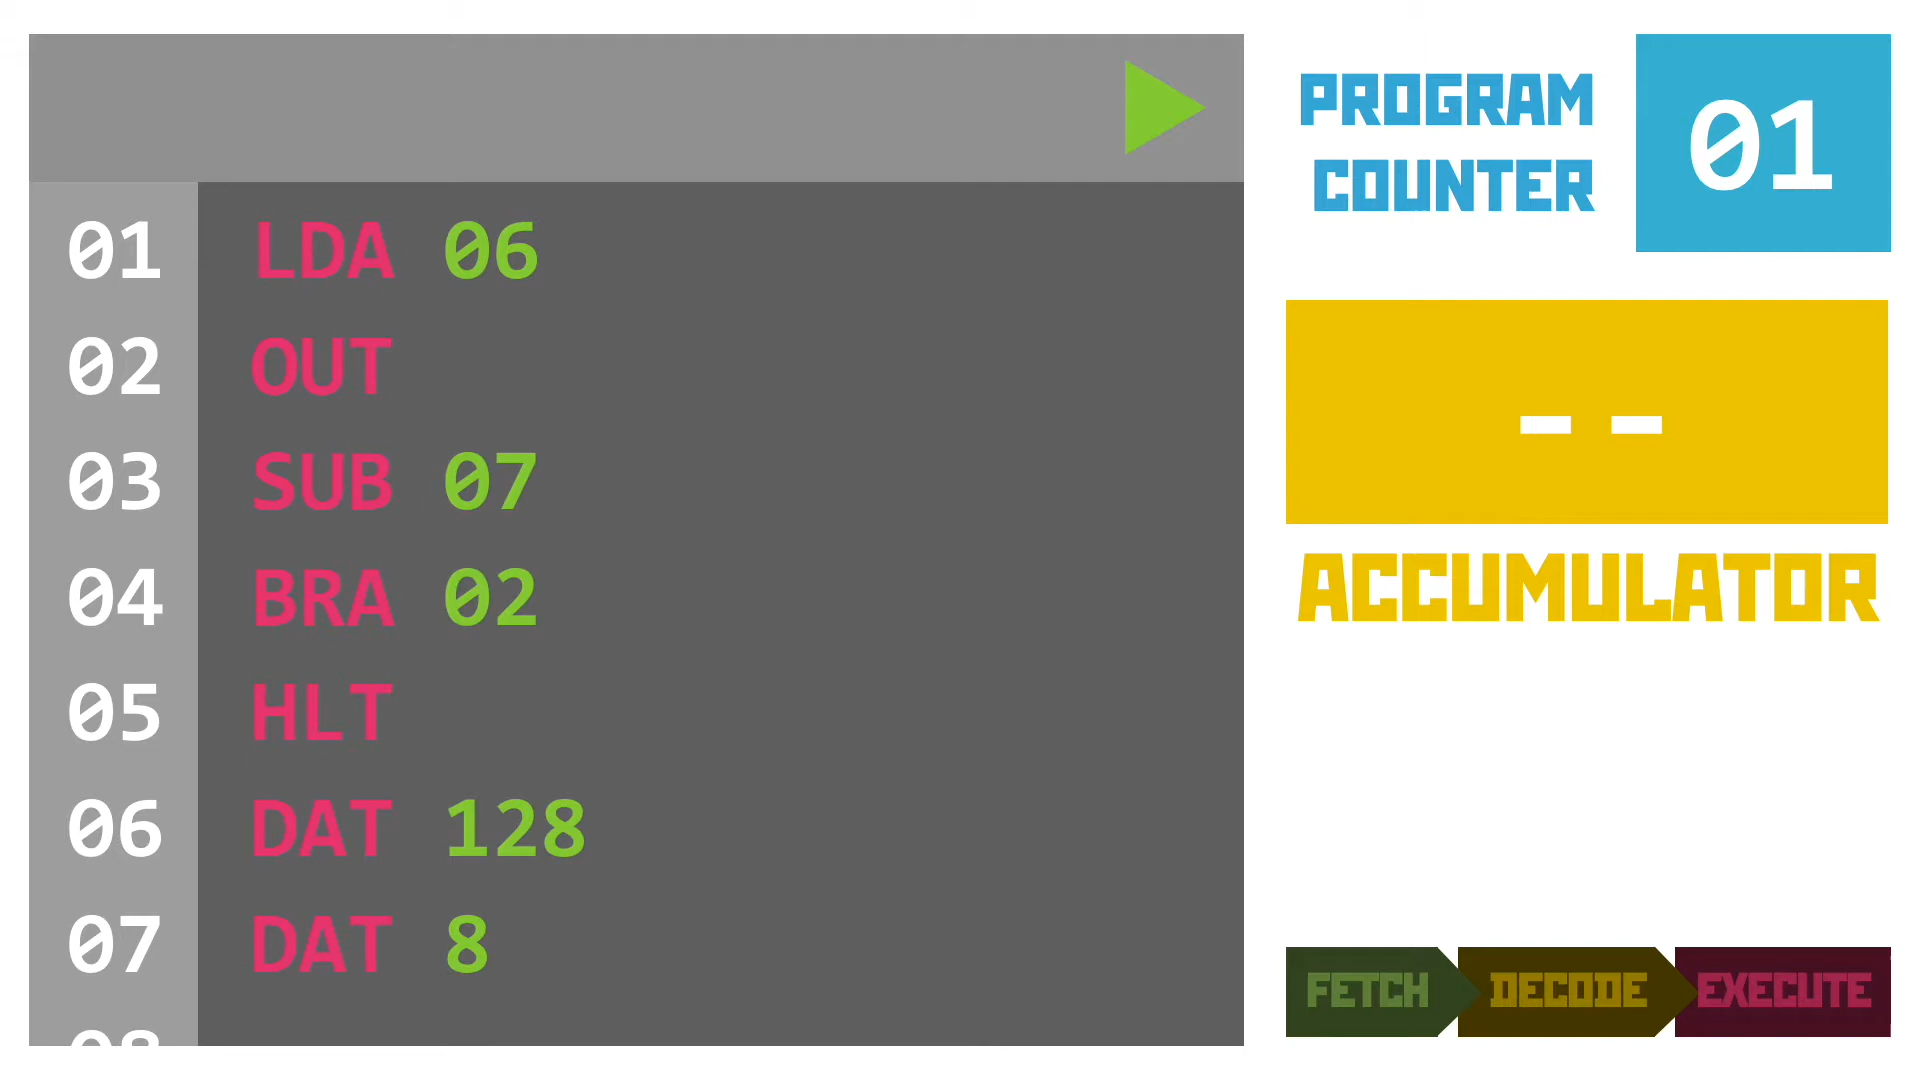 01 LDA 06
02 OUT
03 SUB 07
04 BRA 02
05 HLT
06 DAT 128
07 DAT 8
08
PROGRAM
COUNTER
01
--
ACCUMULATOR
FETCH DECODE EXECUTE